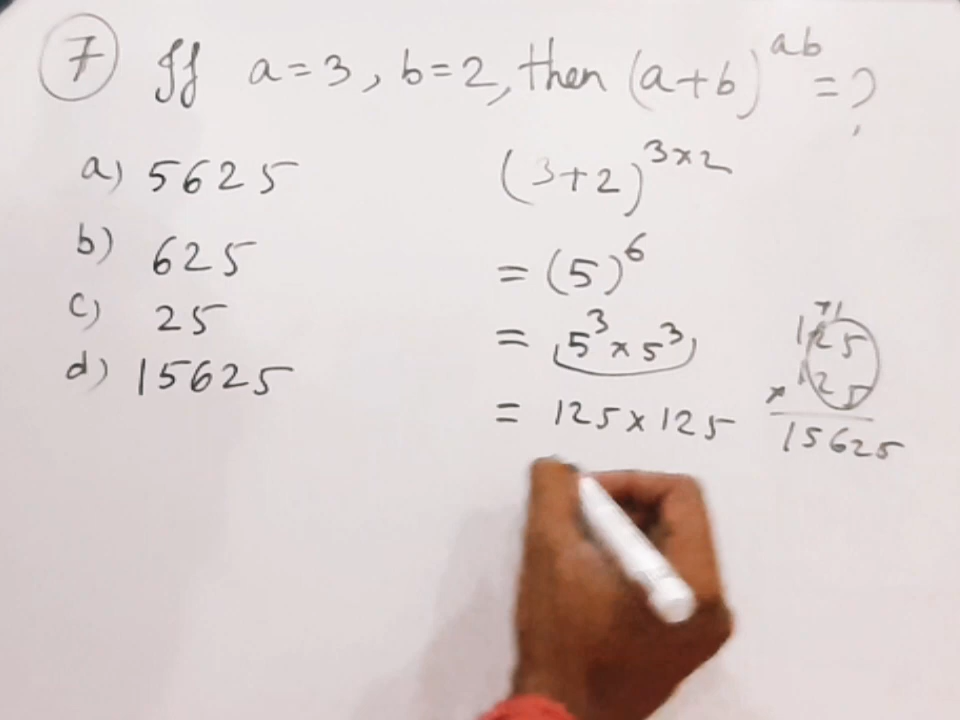 7 If a=3, b=2, then (a+b)^ab = ?
a) 5625
b) 625
c) 25
d) 15625
(3+2)^3×2
= (5)^6
= 5^3 × 5^3
= 125 × 125
125
× 125
15625